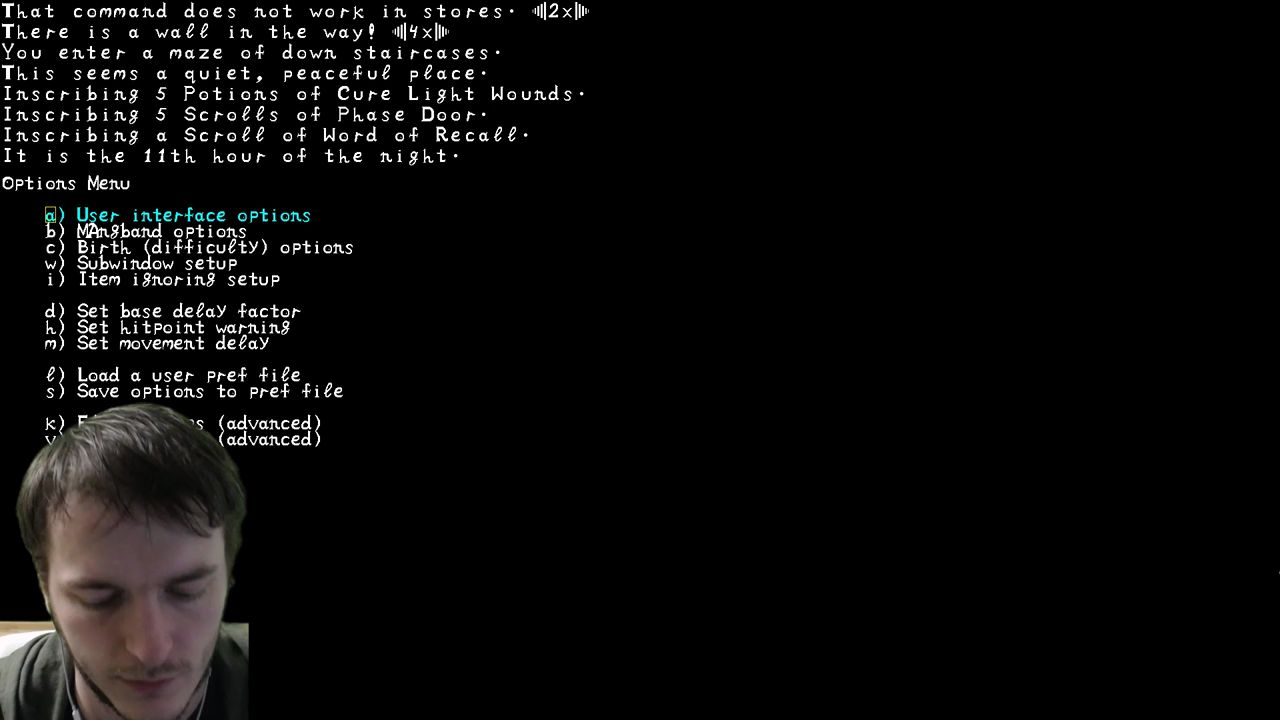 That command does not work in stores. <2x>
There is a wall in the way! <4x>
You enter a maze of down staircases.
This seems a quiet, peaceful place.
Inscribing 5 Potions of Cure Light Wounds.
Inscribing 5 Scrolls of Phase Door.
Inscribing a Scroll of Word of Recall.
It is the 11th hour of the night.
Options Menu
a) User interface options
b) MAngband options
c) Birth (difficulty) options
w) Subwindow setup
i) Item ignoring setup
d) Set base delay factor
h) Set hitpoint warning
m) Set movement delay
l) Load a user pref file
s) Save options to pref file
k) (advanced)
v) (advanced)